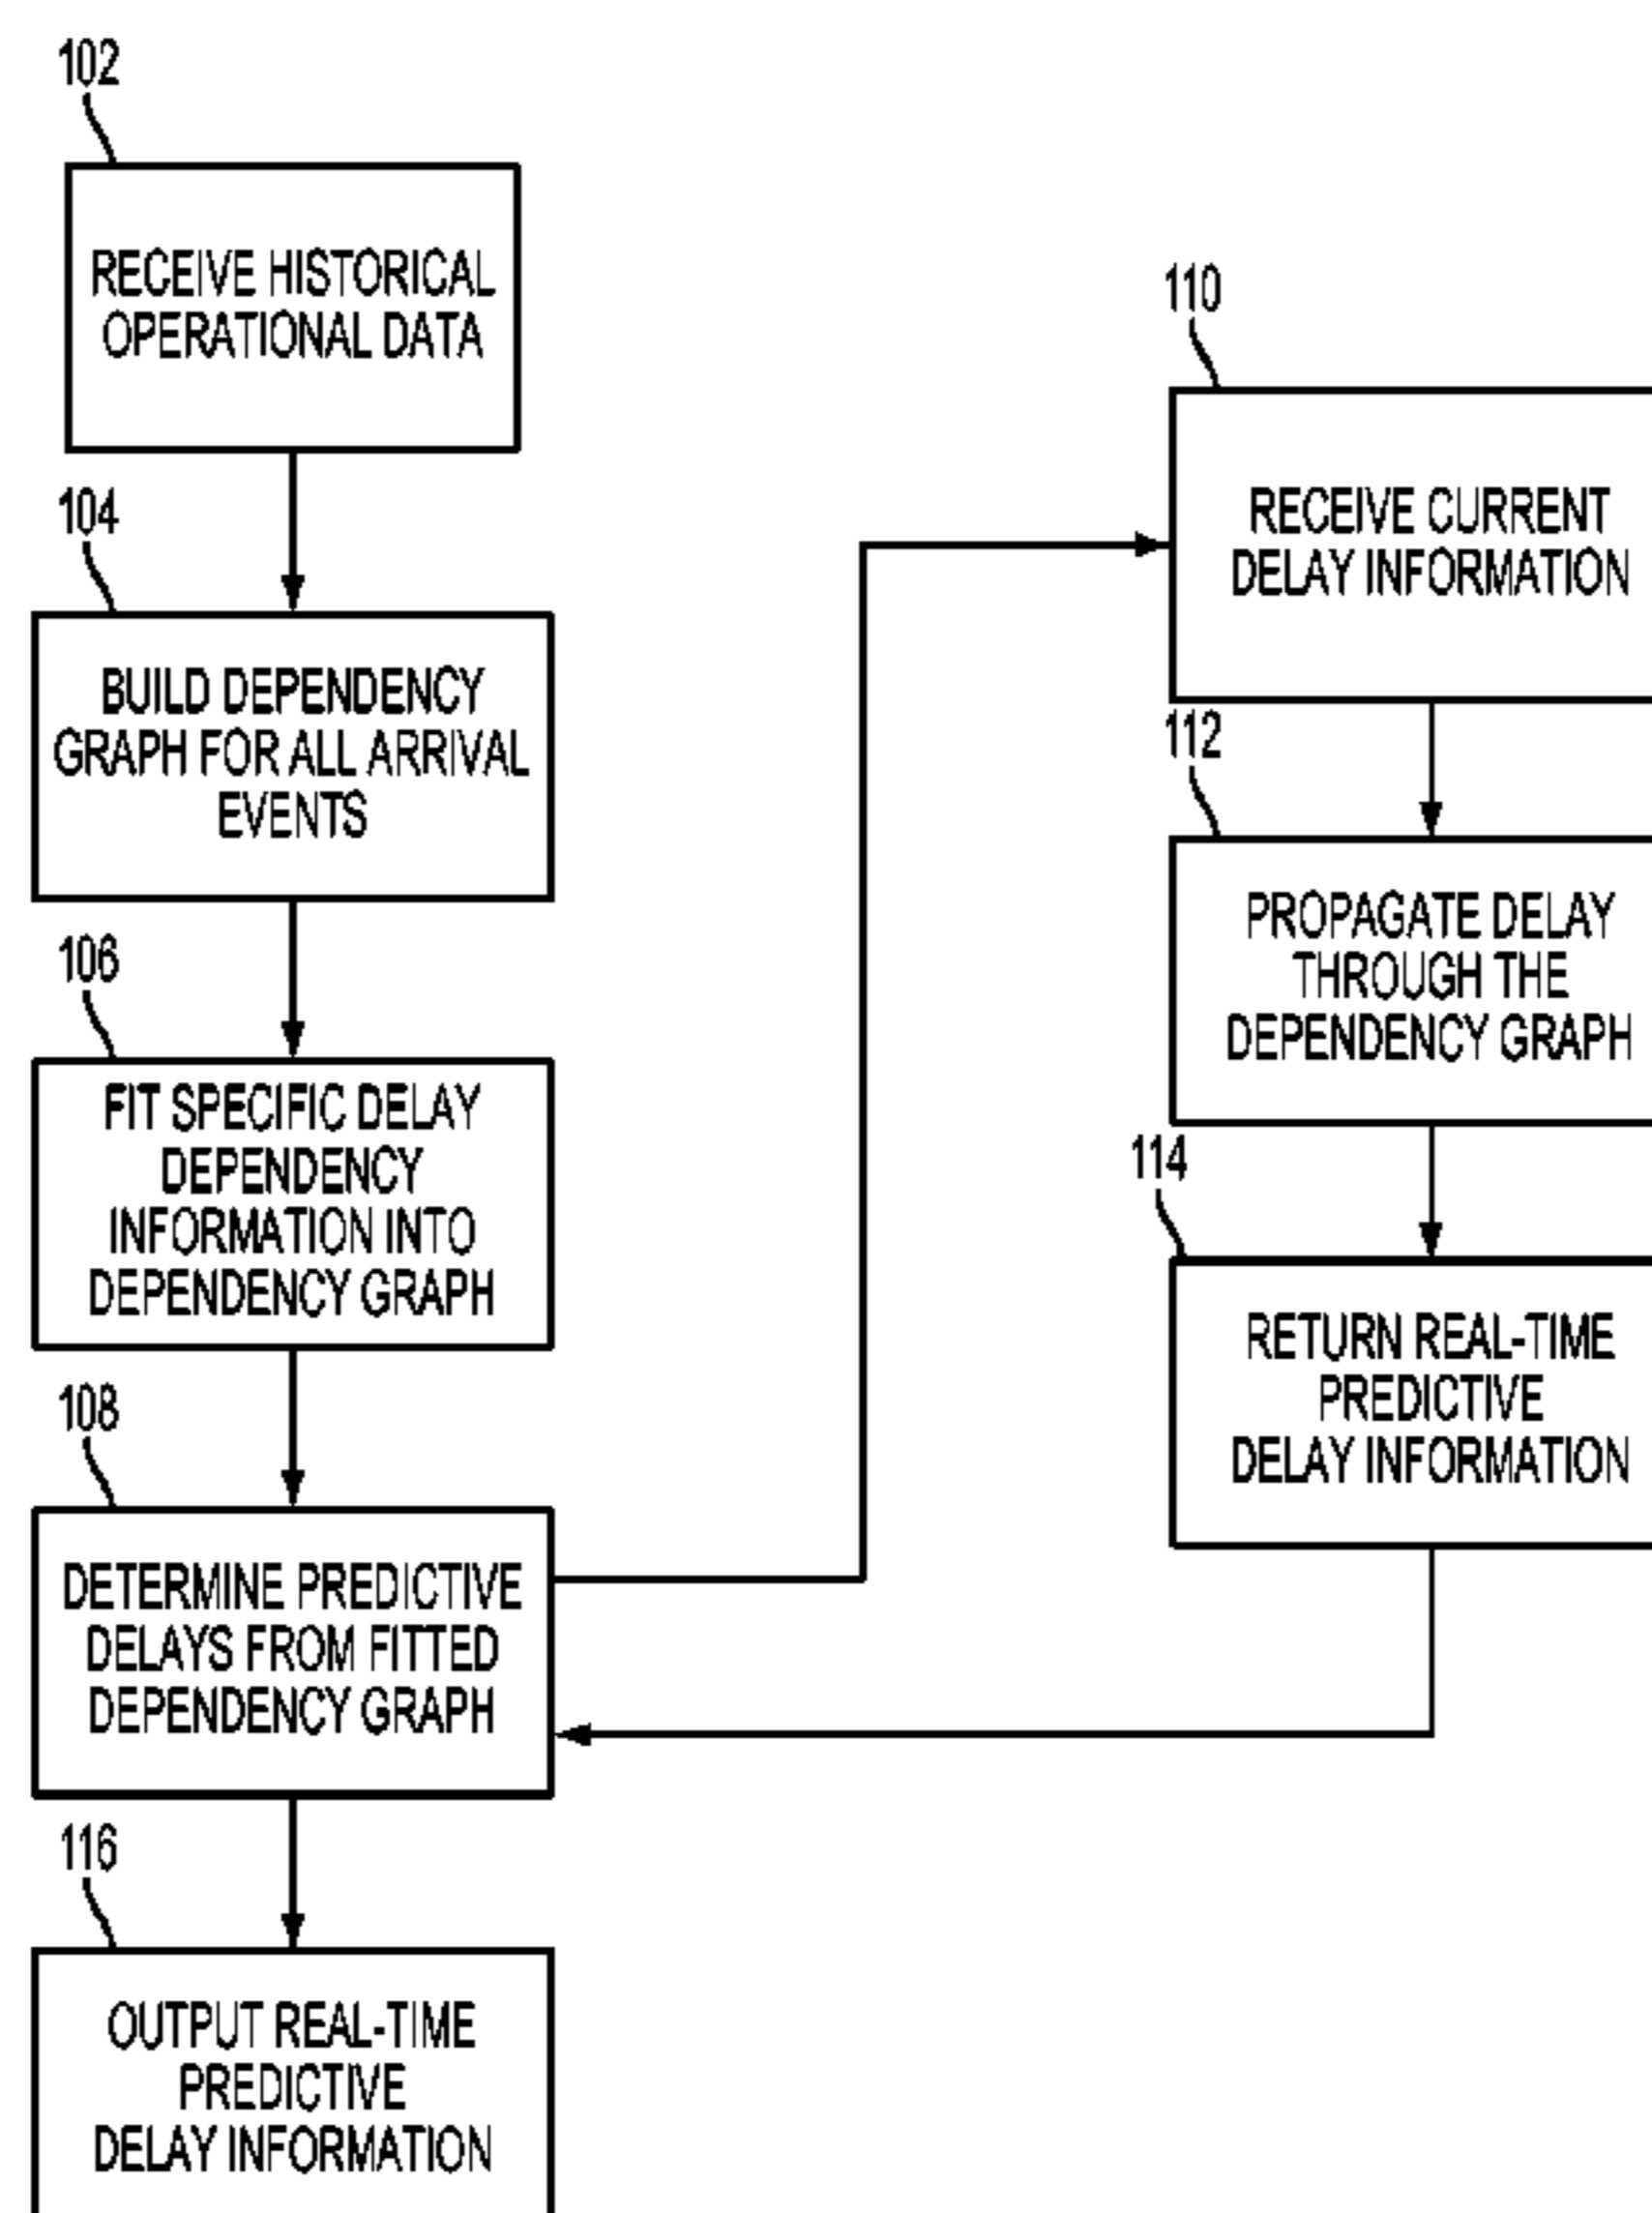 102
RECEIVE HISTORICAL
OPERATIONAL DATA
104
BUILD DEPENDENCY
GRAPH FOR ALL ARRIVAL
EVENTS
106
FIT SPECIFIC DELAY
DEPENDENCY
INFORMATION INTO
DEPENDENCY GRAPH
108
DETERMINE PREDICTIVE
DELAYS FROM FITTED
DEPENDENCY GRAPH
110
RECEIVE CURRENT
DELAY INFORMATION
112
PROPAGATE DELAY
THROUGH THE
DEPENDENCY GRAPH
114
RETURN REAL-TIME
PREDICTIVE
DELAY INFORMATION
116
OUTPUT REAL-TIME
PREDICTIVE
DELAY INFORMATION